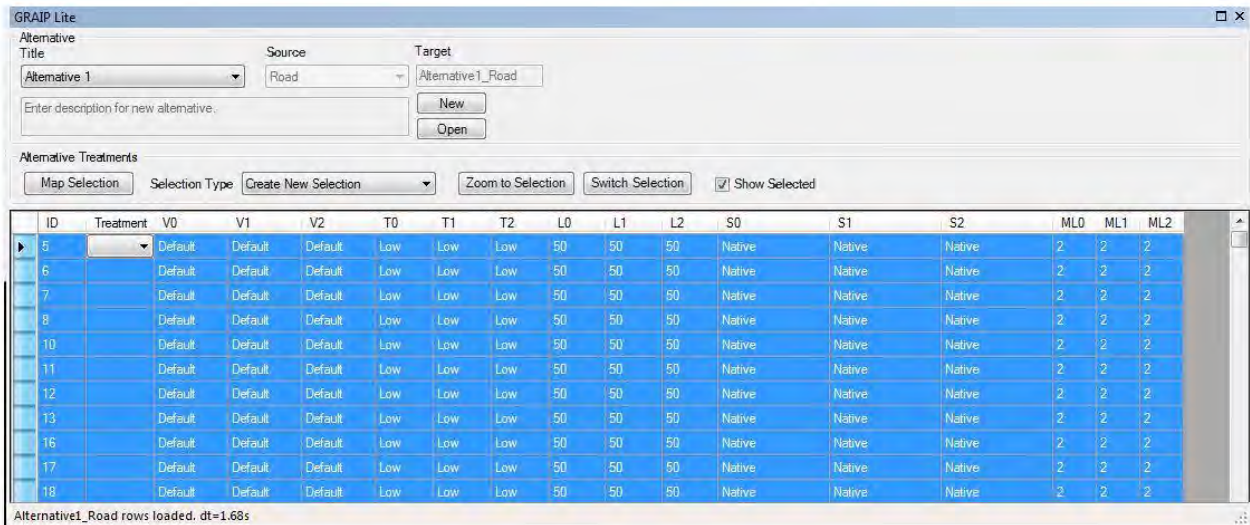 GRAIP Lite
Alternative
Title Source Target
Alternative 1 Road Alternative1_Road
Enter description for new alternative. New
Open
Alternative Treatments
Map Selection Selection Type Create New Selection Zoom to Selection Switch Selection Show Selected
ID Treatment V0 V1 V2 T0 T1 T2 L0 L1 L2 S0 S1 S2 ML0 ML1 ML2
5 Default Default Default Low Low Low 50 50 50 Native Native Native 2 2 2
6 Default Default Default Low Low Low 50 50 50 Native Native Native 2 2 2
7 Default Default Default Low Low Low 50 50 50 Native Native Native 2 2 2
8 Default Default Default Low Low Low 50 50 50 Native Native Native 2 2 2
10 Default Default Default Low Low Low 50 50 50 Native Native Native 2 2 2
11 Default Default Default Low Low Low 50 50 50 Native Native Native 2 2 2
12 Default Default Default Low Low Low 50 50 50 Native Native Native 2 2 2
13 Default Default Default Low Low Low 50 50 50 Native Native Native 2 2 2
16 Default Default Default Low Low Low 50 50 50 Native Native Native 2 2 2
17 Default Default Default Low Low Low 50 50 50 Native Native Native 2 2 2
18 Default Default Default Low Low Low 50 50 50 Native Native Native 2 2 2
Alternative1_Road rows loaded. dt=1.68s